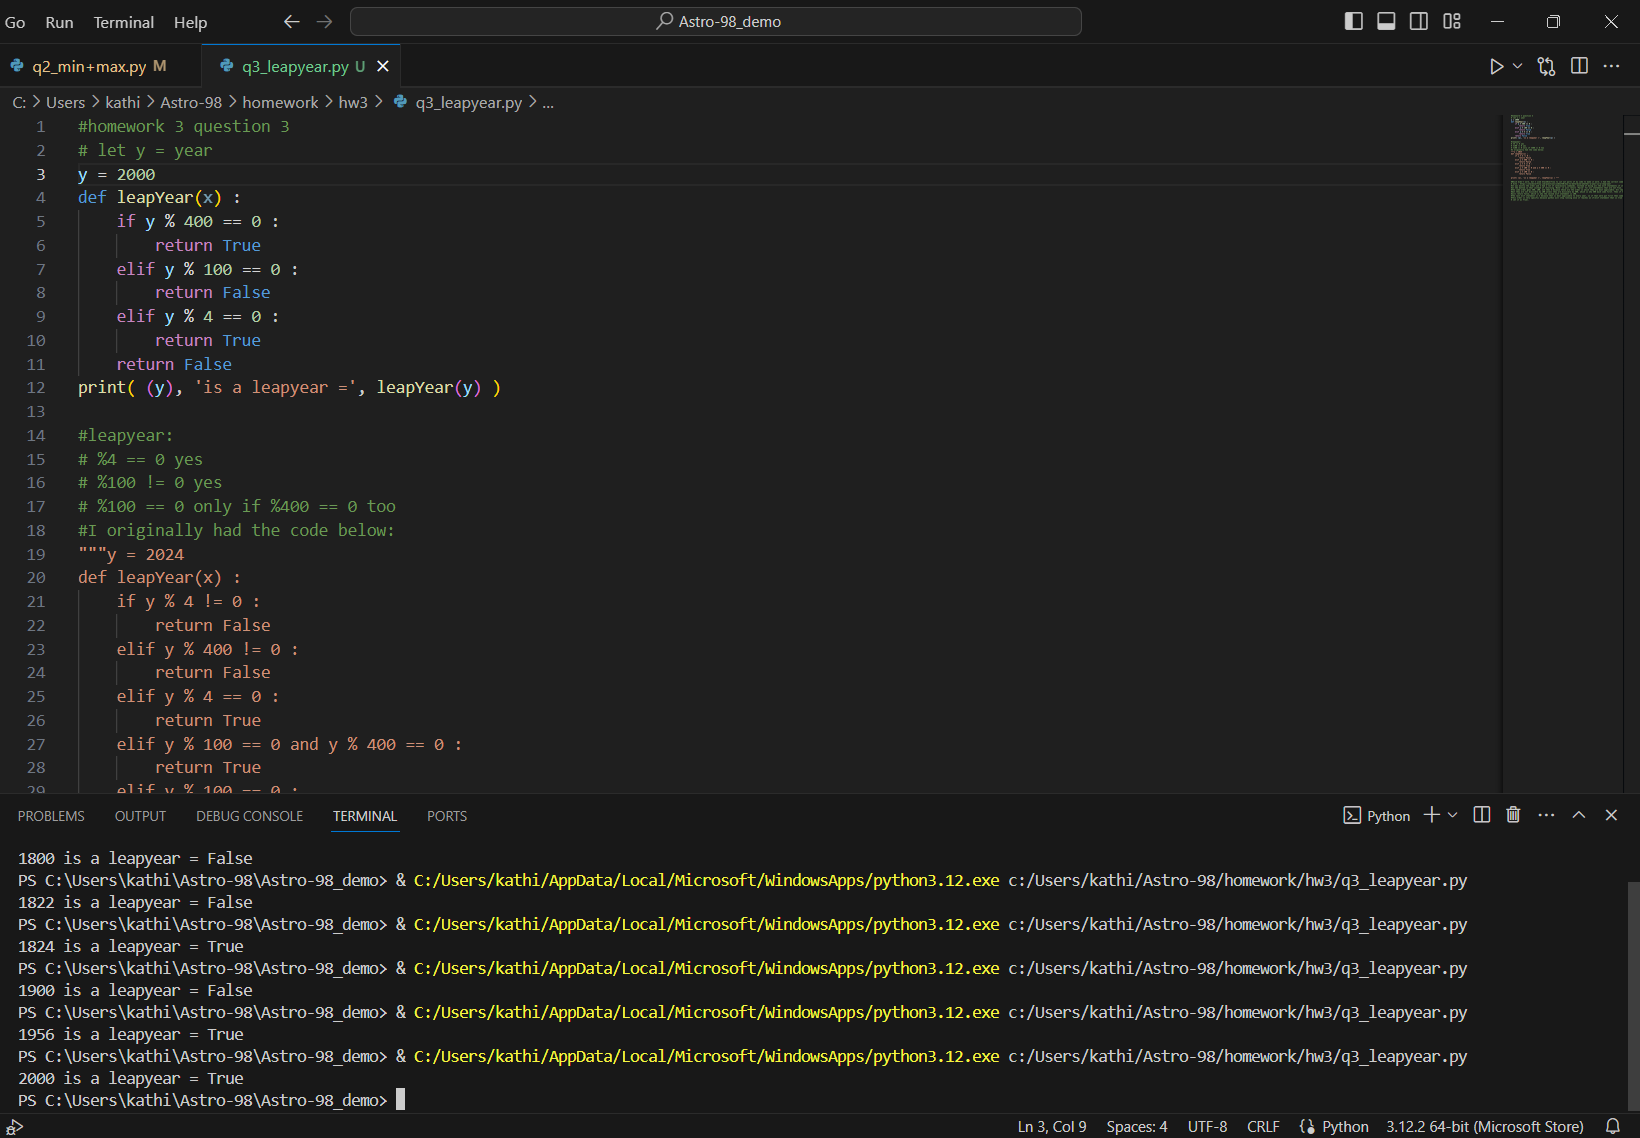 Go Run Terminal Help Astro-98_demo
q2_min+max.py M q3_leapyear.py U
C: > Users > kathi > Astro-98 > homework > hw3 > q3_leapyear.py > ...
1 #homework 3 question 3
2 # let y = year
3 y = 2000
4 def leapYear(x) :
5 if y % 400 == 0 :
6 return True
7 elif y % 100 == 0 :
8 return False
9 elif y % 4 == 0 :
10 return True
11 return False
12 print( (y), 'is a leapyear =', leapYear(y) )
13
14 #leapyear:
15 # %4 == 0 yes
16 # %100 != 0 yes
17 # %100 == 0 only if %400 == 0 too
18 #I originally had the code below:
19 """y = 2024
20 def leapYear(x) :
21 if y % 4 != 0 :
22 return False
23 elif y % 400 != 0 :
24 return False
25 elif y % 4 == 0 :
26 return True
27 elif y % 100 == 0 and y % 400 == 0 :
28 return True
29 elif y % 100 == 0 :
PROBLEMS OUTPUT DEBUG CONSOLE TERMINAL PORTS Python
1800 is a leapyear = False
PS C:\Users\kathi\Astro-98\Astro-98_demo> & C:/Users/kathi/AppData/Local/Microsoft/WindowsApps/python3.12.exe c:/Users/kathi/Astro-98/homework/hw3/q3_leapyear.py
1822 is a leapyear = False
PS C:\Users\kathi\Astro-98\Astro-98_demo> & C:/Users/kathi/AppData/Local/Microsoft/WindowsApps/python3.12.exe c:/Users/kathi/Astro-98/homework/hw3/q3_leapyear.py
1824 is a leapyear = True
PS C:\Users\kathi\Astro-98\Astro-98_demo> & C:/Users/kathi/AppData/Local/Microsoft/WindowsApps/python3.12.exe c:/Users/kathi/Astro-98/homework/hw3/q3_leapyear.py
1900 is a leapyear = False
PS C:\Users\kathi\Astro-98\Astro-98_demo> & C:/Users/kathi/AppData/Local/Microsoft/WindowsApps/python3.12.exe c:/Users/kathi/Astro-98/homework/hw3/q3_leapyear.py
1956 is a leapyear = True
PS C:\Users\kathi\Astro-98\Astro-98_demo> & C:/Users/kathi/AppData/Local/Microsoft/WindowsApps/python3.12.exe c:/Users/kathi/Astro-98/homework/hw3/q3_leapyear.py
2000 is a leapyear = True
PS C:\Users\kathi\Astro-98\Astro-98_demo>
Ln 3, Col 9 Spaces: 4 UTF-8 CRLF Python 3.12.2 64-bit (Microsoft Store)